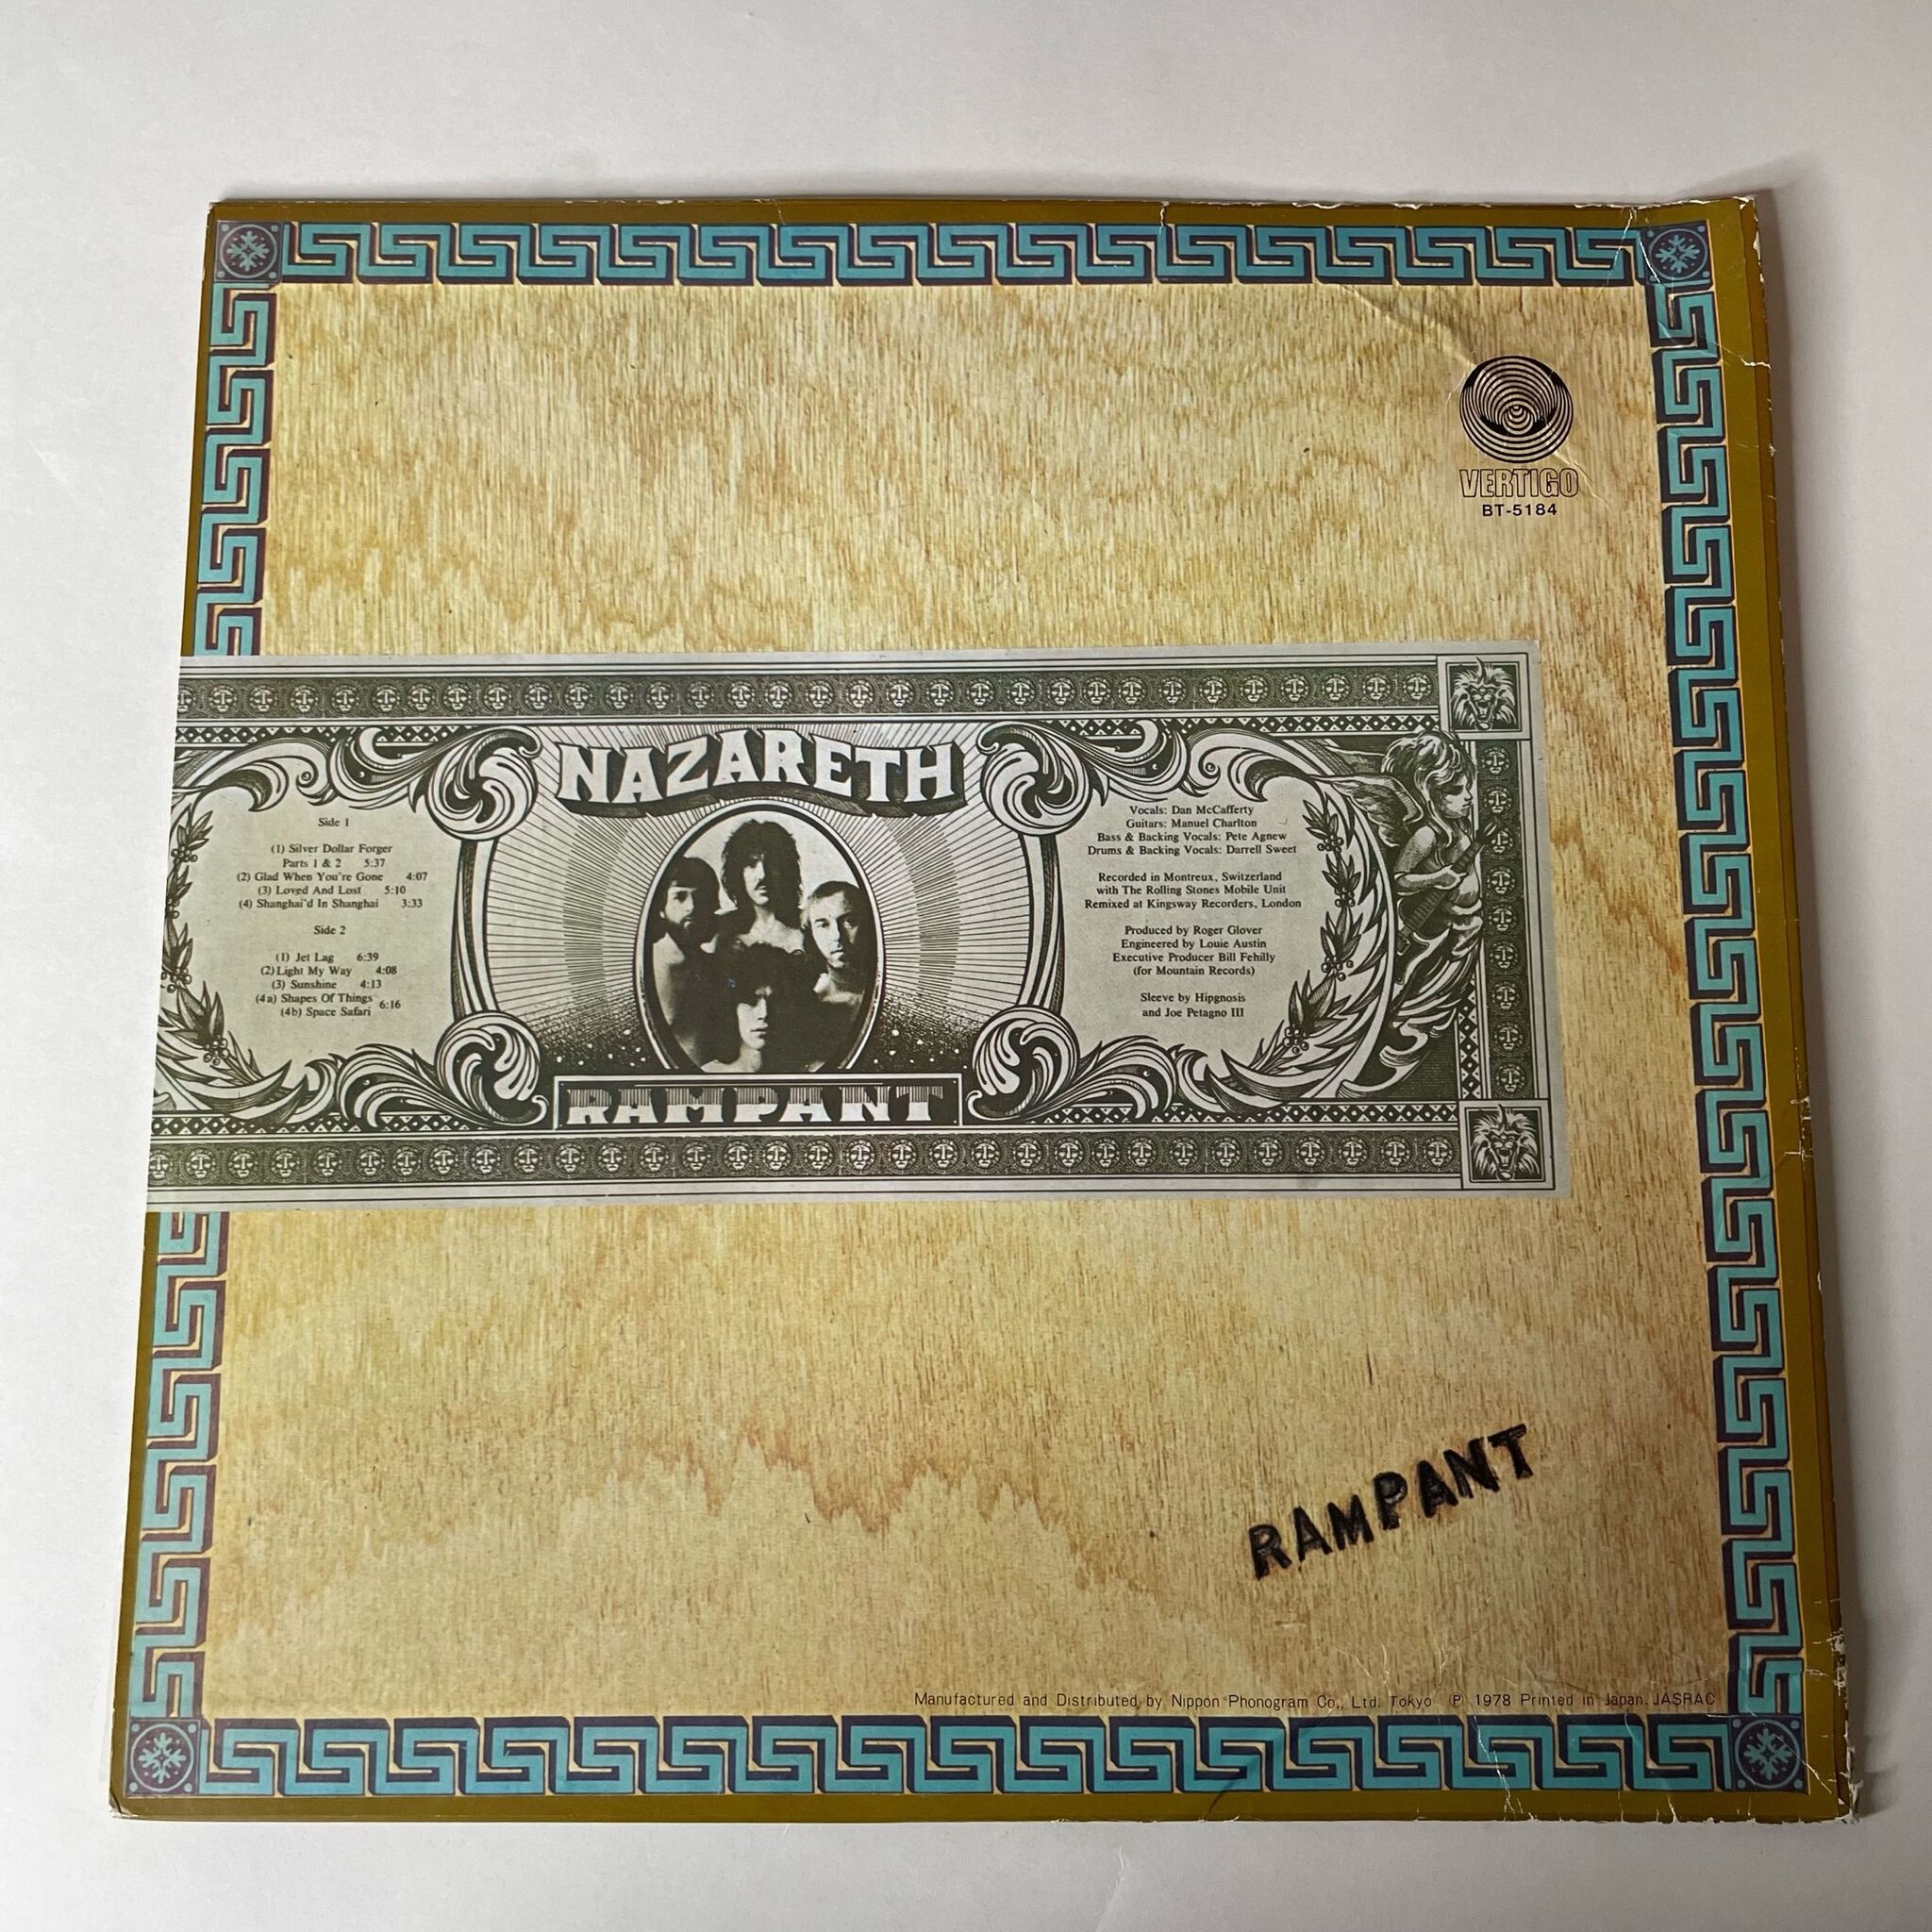 VERTIGO
BT-5184
NAZARETH
Side 1
(1) Silver Dollar Forger
Parts 1 & 2 5:37
(2) Glad When You're Gone 4:07
(3) Loved And Lost 5:10
(4) Shanghai'd In Shanghai 3:33
Side 2
(1) Jet Lag 6:39
(2) Light My Way 4:08
(3) Sunshine 4:13
(4a) Shapes Of Things 6:16
(4b) Space Safari
Vocals: Dan McCafferty
Guitars: Manuel Charlton
Bass & Backing Vocals: Pete Agnew
Drums & Backing Vocals: Darrell Sweet
Recorded in Montreux, Switzerland
with The Rolling Stones Mobile Unit
Remixed at Kingsway Recorders, London
Produced by Roger Glover
Engineered by Louie Austin
Executive Producer Bill Fehilly
(for Mountain Records)
Sleeve by Hipgnosis
and Joe Petagno III
RAMPANT
RAMPANT
Manufactured and Distributed by Nippon Phonogram Co., Ltd. Tokyo Ⓟ 1978 Printed in Japan. JASRAC